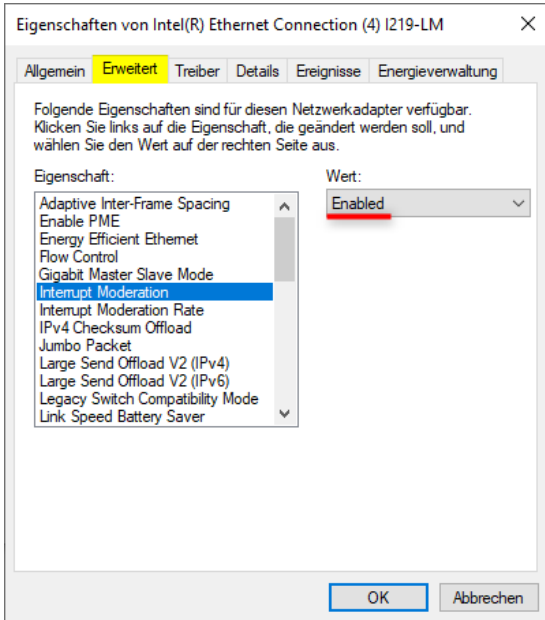 Eigenschaften von Intel(R) Ethernet Connection (4) I219-LM
Allgemein Erweitert Treiber Details Ereignisse Energieverwaltung
Folgende Eigenschaften sind für diesen Netzwerkadapter verfügbar.
Klicken Sie links auf die Eigenschaft, die geändert werden soll, und
wählen Sie den Wert auf der rechten Seite aus.
Eigenschaft:
Wert:
Adaptive Inter-Frame Spacing
Enabled
Enable PME
Energy Efficient Ethernet
Flow Control
Gigabit Master Slave Mode
Interrupt Moderation
Interrupt Moderation Rate
IPv4 Checksum Offload
Jumbo Packet
Large Send Offload V2 (IPv4)
Large Send Offload V2 (IPv6)
Legacy Switch Compatibility Mode
Link Speed Battery Saver
OK
Abbrechen